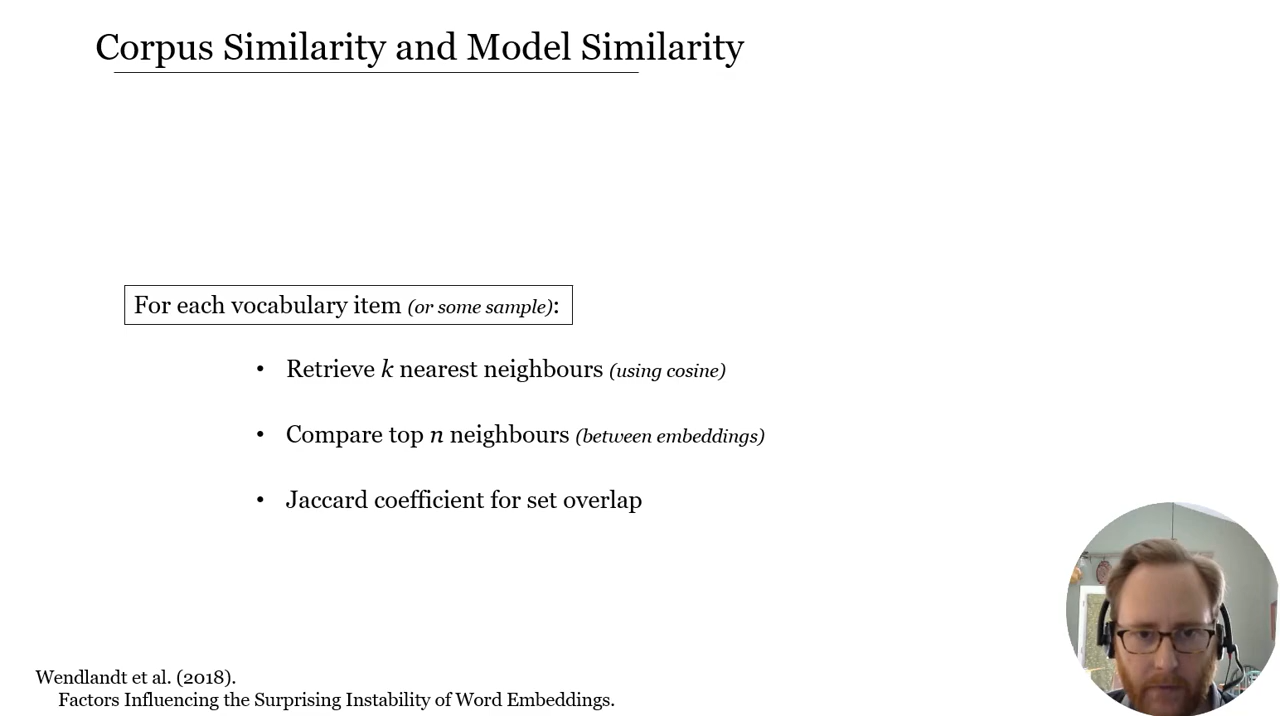 Corpus Similarity and Model Similarity
For each vocabulary item (or some sample):
• Retrieve k nearest neighbours (using cosine)
• Compare top n neighbours (between embeddings)
• Jaccard coefficient for set overlap
Wendlandt et al. (2018).
Factors Influencing the Surprising Instability of Word Embeddings.